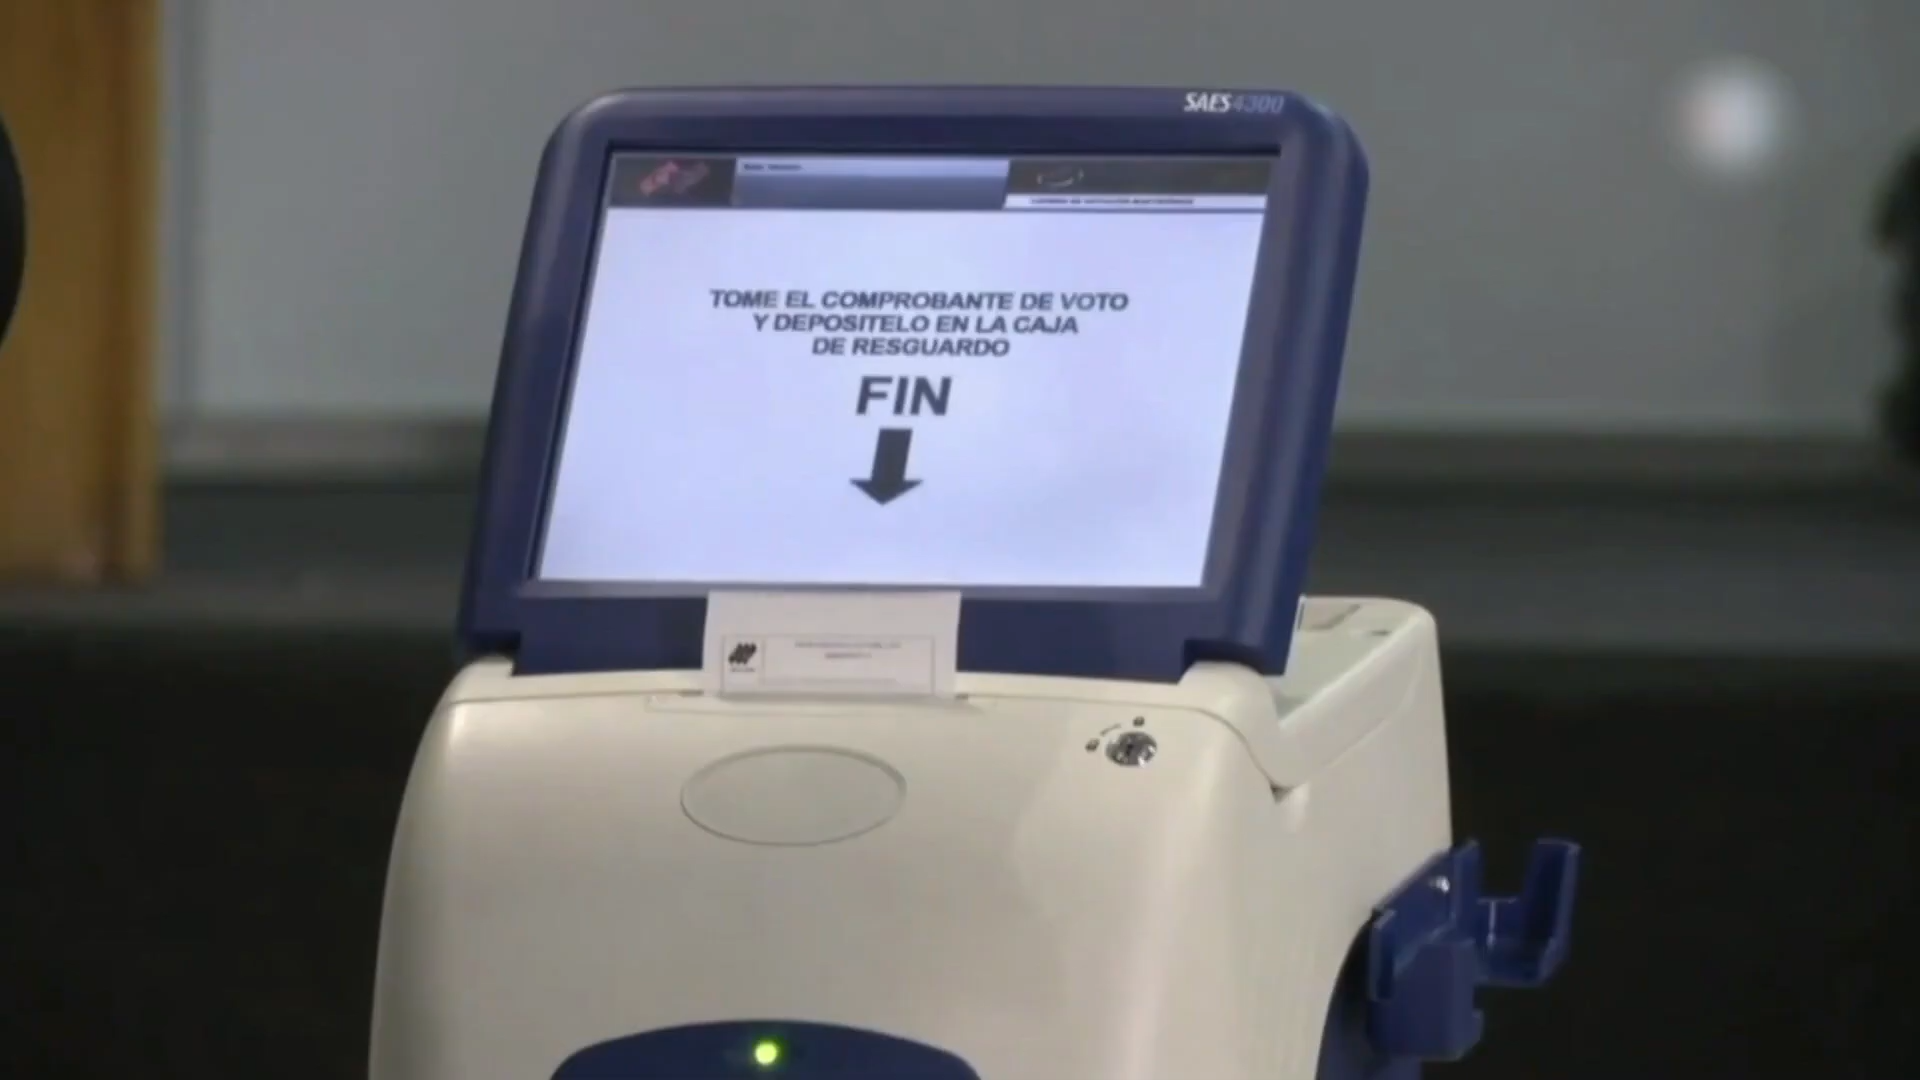 SAES4300
TOME EL COMPROBANTE DE VOTO
Y DEPOSITELO EN LA CAJA
DE RESGUARDO
FIN